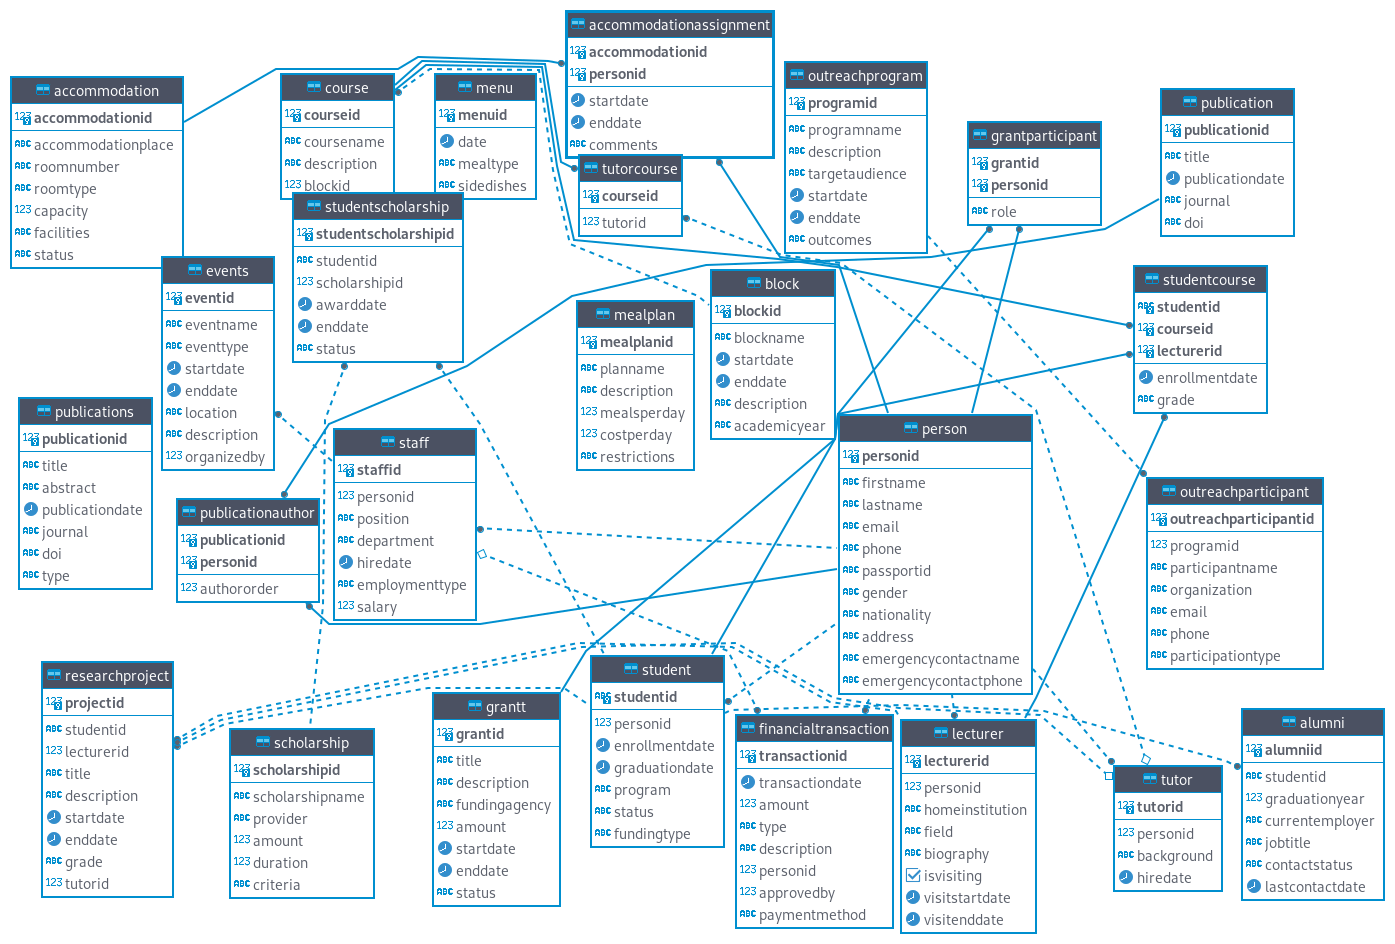 accommodation
accommodationid
accommodationplace
roomnumber
roomtype
capacity
facilities
status
course
courseid
coursename
description
blockid
menu
menuid
date
mealtype
sidedishes
accommodationassignment
accommodationid
personid
startdate
enddate
comments
tutorcourse
courseid
tutorid
outreachprogram
programid
programname
description
targetaudience
startdate
enddate
outcomes
grantparticipant
grantid
personid
role
publication
publicationid
title
publicationdate
journal
doi
studentscholarship
studentscholarshipid
studentid
scholarshipid
awarddate
enddate
status
events
eventid
eventname
eventtype
startdate
enddate
location
description
organizedby
mealplan
mealplanid
planname
description
mealsperday
costperday
restrictions
block
blockid
blockname
startdate
enddate
description
academicyear
studentcourse
studentid
courseid
lecturerid
enrollmentdate
grade
publications
publicationid
title
abstract
publicationdate
journal
doi
type
publicationauthor
publicationid
personid
authororder
staff
staffid
personid
position
department
hiredate
employmenttype
salary
person
personid
firstname
lastname
email
phone
passportid
gender
nationality
address
emergencycontactname
emergencycontactphone
outreachparticipant
outreachparticipantid
programid
participantname
organization
email
phone
participationtype
researchproject
projectid
studentid
lecturerid
title
description
startdate
enddate
grade
tutorid
scholarship
scholarshipid
scholarshipname
provider
amount
duration
criteria
grantt
grantid
title
description
fundingagency
amount
startdate
enddate
status
student
studentid
personid
enrollmentdate
graduationdate
program
status
fundingtype
financialtransaction
transactionid
transactiondate
amount
type
description
personid
approvedby
paymentmethod
lecturer
lecturerid
personid
homeinstitution
field
biography
isvisiting
visitstartdate
visitenddate
tutor
tutorid
personid
background
hiredate
alumni
alumniid
studentid
graduationyear
currentemployer
jobtitle
contactstatus
lastcontactdate